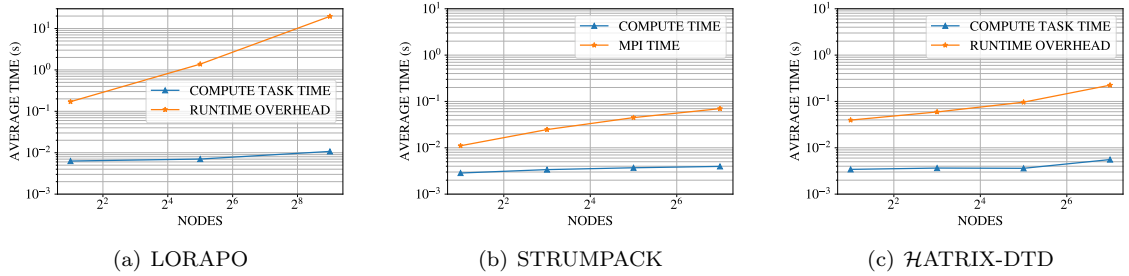 AVERAGE TIME (s)
10¹
10⁰
10⁻¹
10⁻²
10⁻³
COMPUTE TASK TIME
RUNTIME OVERHEAD
2² 2⁴ 2⁶ 2⁸
NODES
(a) LORAPO
AVERAGE TIME (s)
10¹
10⁰
10⁻¹
10⁻²
10⁻³
COMPUTE TIME
MPI TIME
2² 2⁴ 2⁶
NODES
(b) STRUMPACK
AVERAGE TIME (s)
10¹
10⁰
10⁻¹
10⁻²
10⁻³
COMPUTE TASK TIME
RUNTIME OVERHEAD
2² 2⁴ 2⁶
NODES
(c) ℋATRIX-DTD